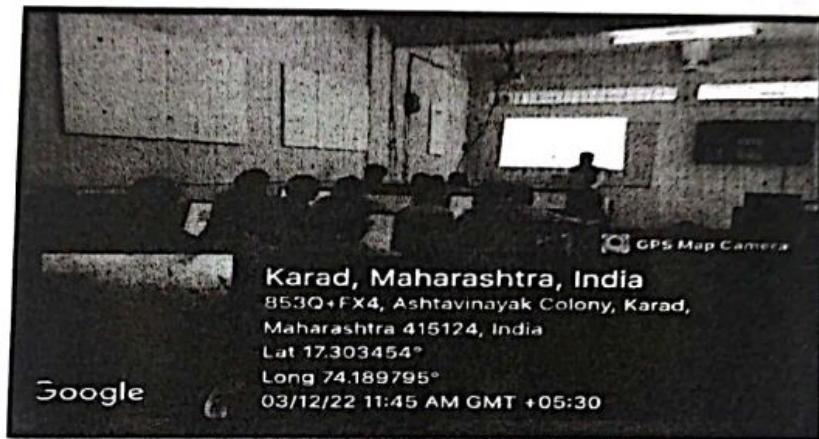 GPS Map Camera
Karad, Maharashtra, India
853Q+FX4, Ashtavinayak Colony, Karad,
Maharashtra 415124, India
Lat 17.303454°
Long 74.189795°
03/12/22 11:45 AM GMT +05:30
Google